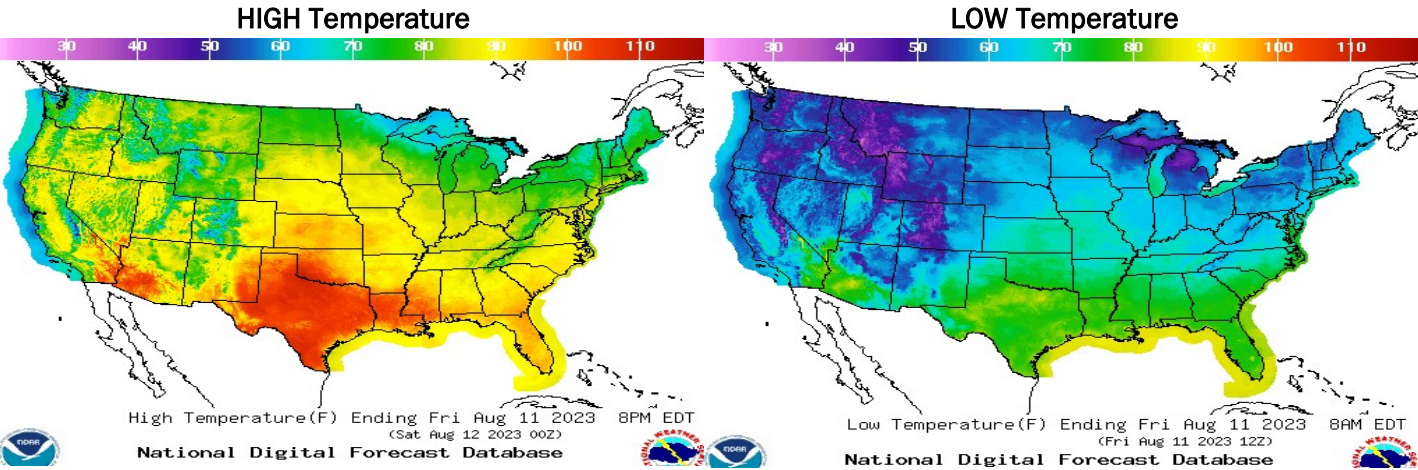 HIGH Temperature
30 40 50 60 70 80 90 100 110
High Temperature(F) Ending Fri Aug 11 2023 8PM EDT
(Sat Aug 12 2023 00Z)
National Digital Forecast Database
NOAA
LOW Temperature
30 40 50 60 70 80 90 100 110
Low Temperature(F) Ending Fri Aug 11 2023 8AM EDT
(Fri Aug 11 2023 12Z)
National Digital Forecast Database
NOAA